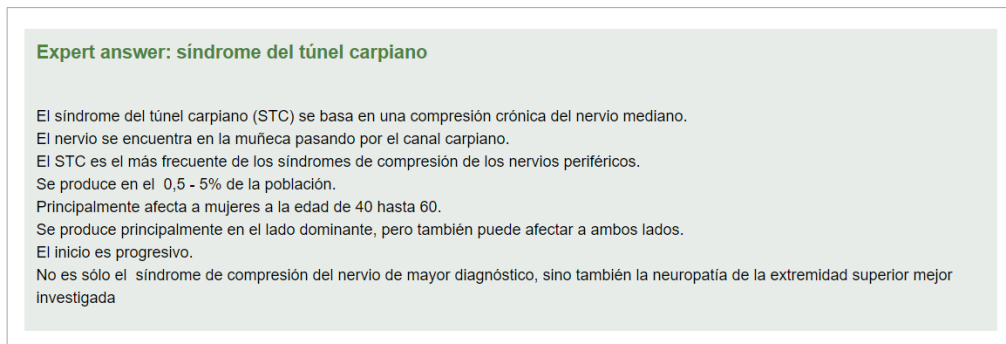 Expert answer: síndrome del túnel carpiano
El síndrome del túnel carpiano (STC) se basa en una compresión crónica del nervio mediano.
El nervio se encuentra en la muñeca pasando por el canal carpiano.
El STC es el más frecuente de los síndromes de compresión de los nervios periféricos.
Se produce en el  0,5 - 5% de la población.
Principalmente afecta a mujeres a la edad de 40 hasta 60.
Se produce principalmente en el lado dominante, pero también puede afectar a ambos lados.
El inicio es progresivo.
No es sólo el  síndrome de compresión del nervio de mayor diagnóstico, sino también la neuropatía de la extremidad superior mejor
investigada